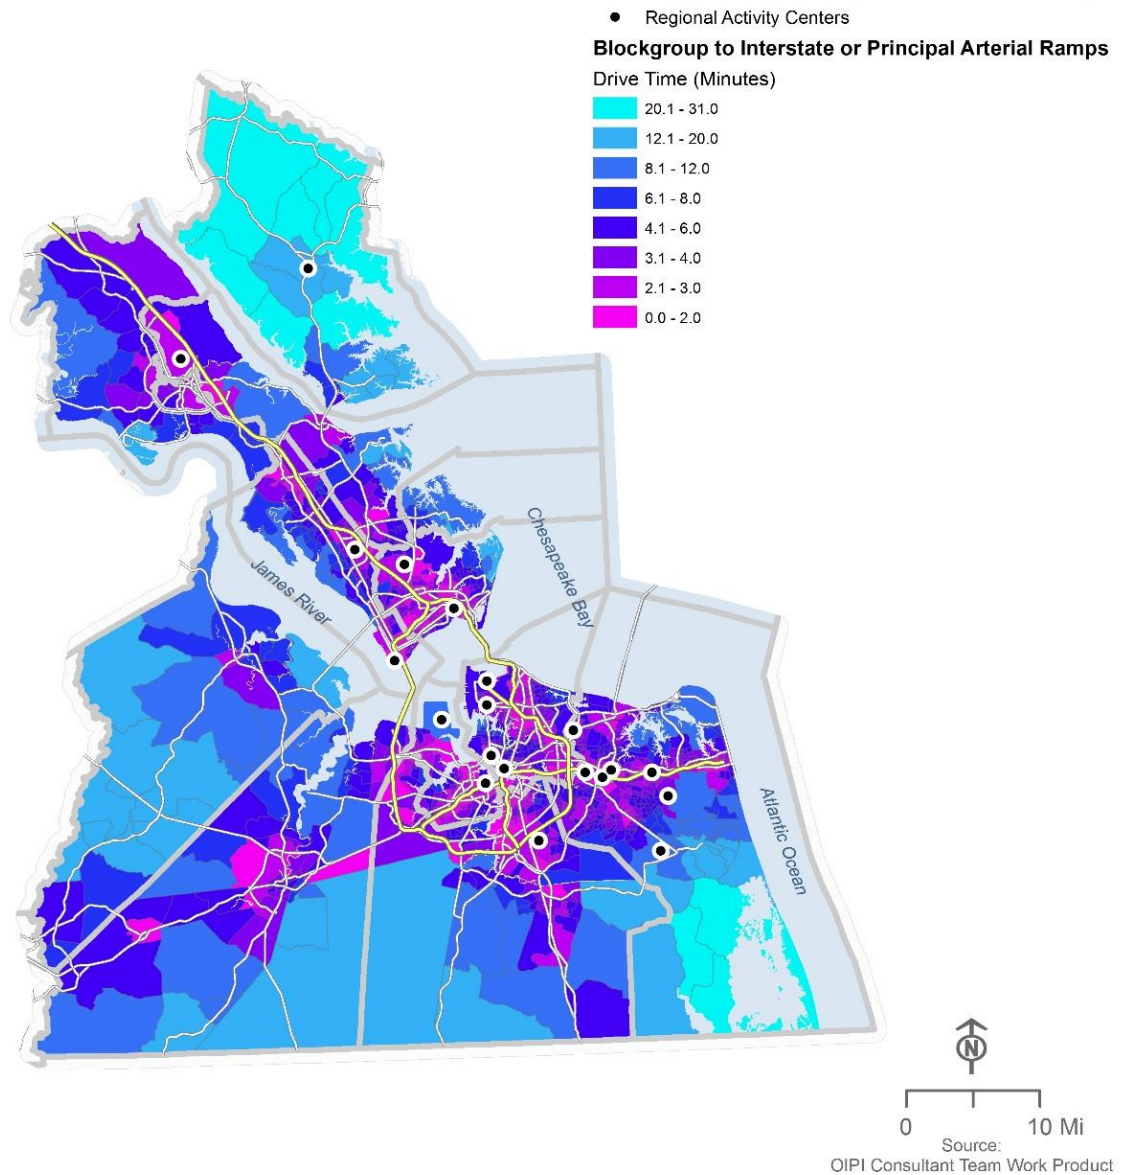 Regional Activity Centers
Blockgroup to Interstate or Principal Arterial Ramps
Drive Time (Minutes)
20.1 - 31.0
12.1 - 20.0
8.1 - 12.0
6.1 - 8.0
4.1 - 6.0
3.1 - 4.0
2.1 - 3.0
0.0 - 2.0
Chesapeake Bay
James River
Atlantic Ocean
N
0 10 Mi
Source:
OIPI Consultant Team Work Product